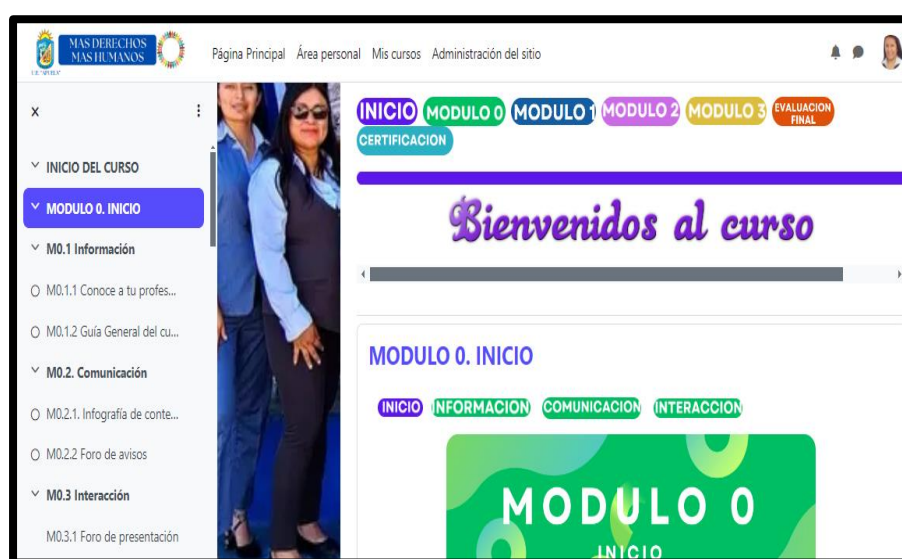 MAS DERECHOS
MAS HUMANOS
Página Principal Área personal Mis cursos Administración del sitio
x
INICIO DEL CURSO
MODULO 0. INICIO
M0.1 Información
M0.1.1 Conoce a tu profes...
M0.1.2 Guía General del cu...
M0.2. Comunicación
M0.2.1. Infografía de conte...
M0.2.2 Foro de avisos
M0.3 Interacción
M0.3.1 Foro de presentación
INICIO MODULO 0 MODULO 1 MODULO 2 MODULO 3 EVALUACION FINAL
CERTIFICACION
Bienvenidos al curso
MODULO 0. INICIO
INICIO INFORMACION COMUNICACION INTERACCION
MODULO 0
INICIO